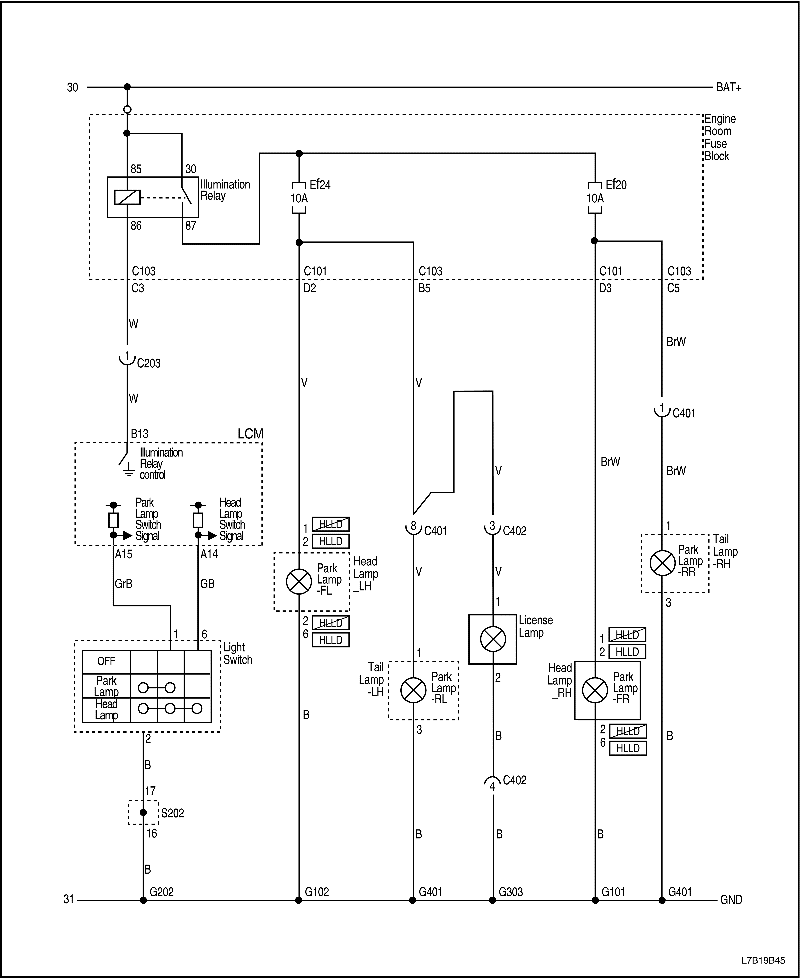 30
BAT+
Engine
Room
Fuse
Block
85
30
Illumination
Relay
86
87
Ef24
10A
Ef20
10A
C103
C3
C101
D2
C103
B5
C101
D3
C103
C5
W
1
C203
W
V
V
BrW
1
C401
BrW
BrW
B13
LCM
Illumination
Relay
control
Park
Lamp
Switch
Signal
Head
Lamp
Switch
Signal
A15
A14
GrB
GB
1 HLLD
2 HLLD
Park
Lamp
-FL
Head
Lamp
_LH
2 HLLD
6 HLLD
8
C401
V
V
3
C402
V
1
License
Lamp
2
1
Park
Lamp
-RR
Tail
Lamp
-RH
3
1
6
Light
Switch
OFF
Park
Lamp
Head
Lamp
2
B
17
S202
16
B
B
1
Tail
Lamp
-LH
Park
Lamp
-RL
3
B
B
C402
4
B
1 HLLD
2 HLLD
Head
Lamp
_RH
Park
Lamp
-FR
2 HLLD
6 HLLD
B
B
31
G202
G102
G401
G303
G101
G401
GND
L7B19B45